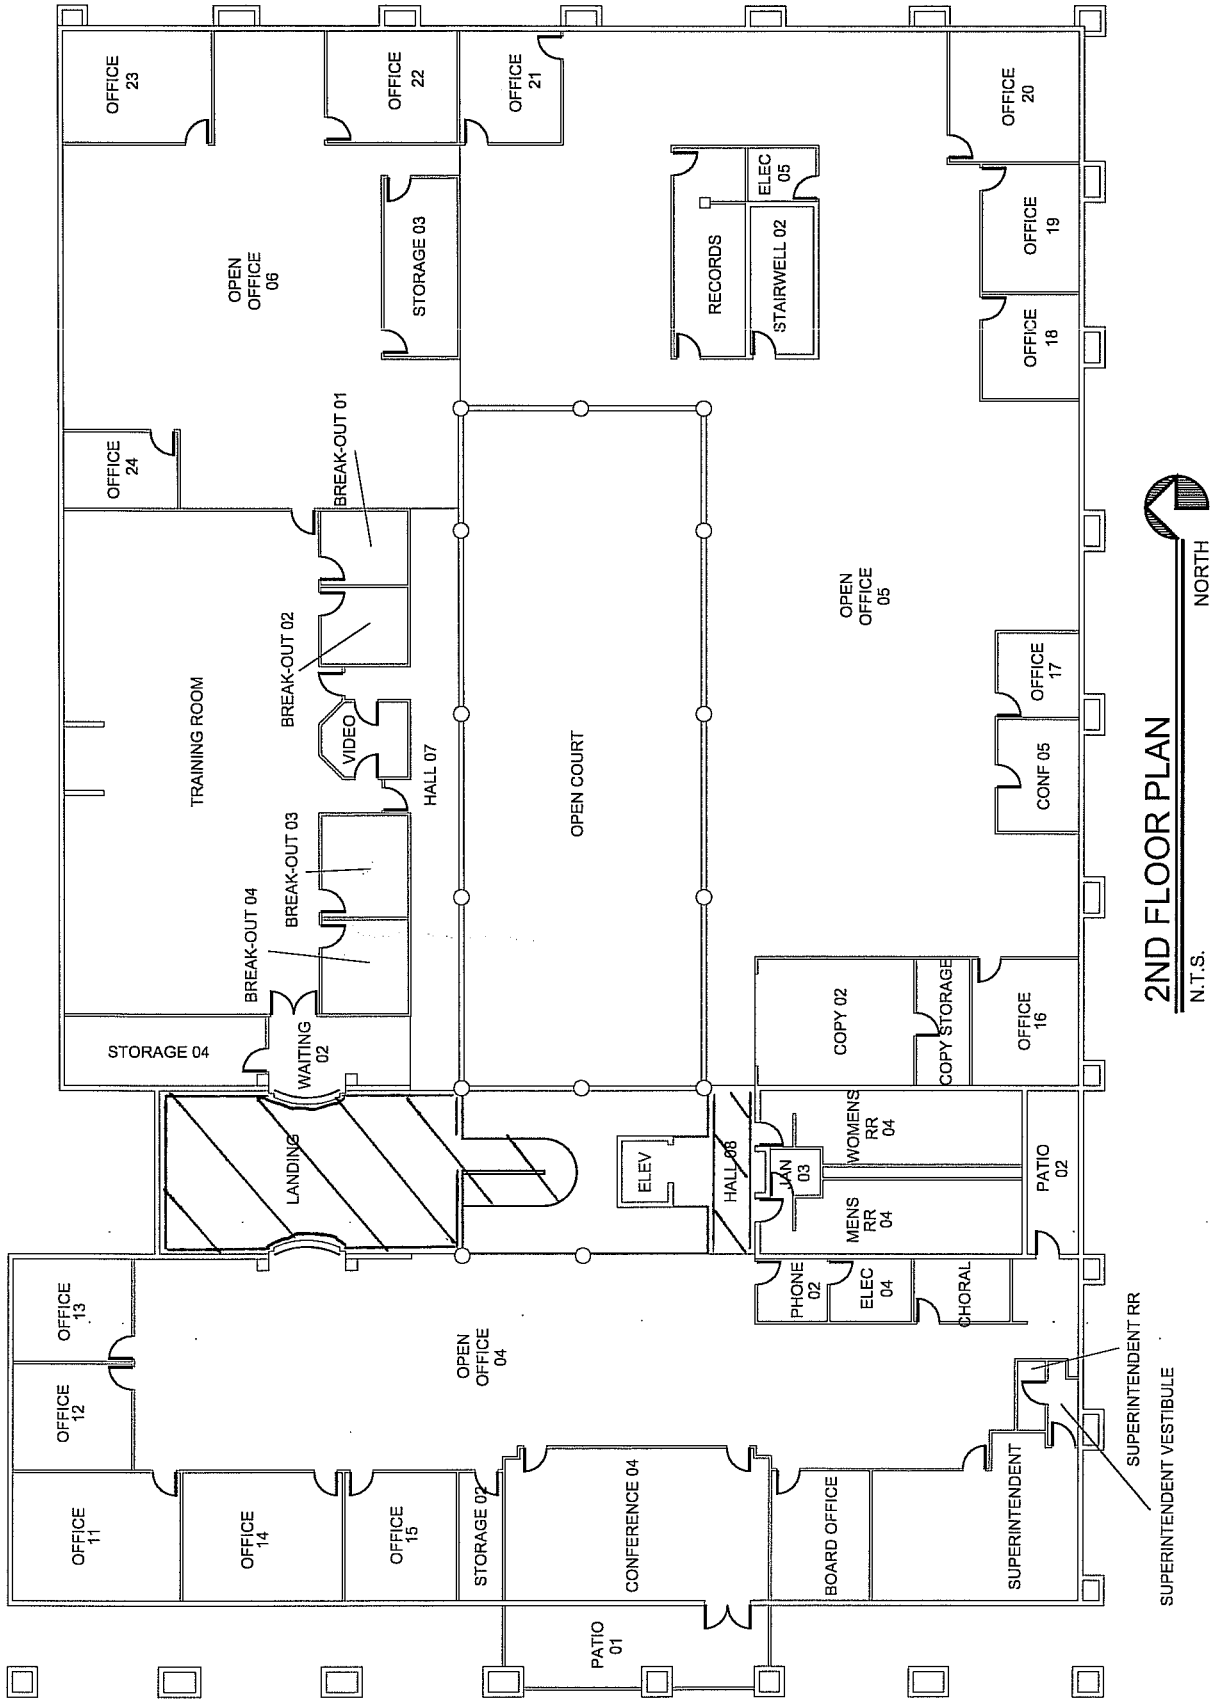 OFFICE
23
OFFICE
22
OFFICE
21
OFFICE
20
OPEN
OFFICE
06
STORAGE 03
RECORDS
ELEC
05
STAIRWELL 02
OFFICE
19
OFFICE
18
OFFICE
24
BREAK-OUT 01
BREAK-OUT 02
TRAINING ROOM
VIDEO
HALL 07
BREAK-OUT 03
BREAK-OUT 04
OPEN COURT
OPEN
OFFICE
05
OFFICE
17
CONF 05
STORAGE 04
WAITING
02
COPY 02
COPY STORAGE
OFFICE
16
LANDING
ELEV
HALL 08
JAN
03
WOMENS
RR
04
MENS
RR
04
PATIO
02
OFFICE
13
OFFICE
12
OPEN
OFFICE
04
PHONE
02
ELEC
04
CHORAL
OFFICE
11
OFFICE
14
OFFICE
15
STORAGE 02
CONFERENCE 04
BOARD OFFICE
SUPERINTENDENT
SUPERINTENDENT RR
SUPERINTENDENT VESTIBULE
PATIO
01
2ND FLOOR PLAN
N.T.S.
NORTH